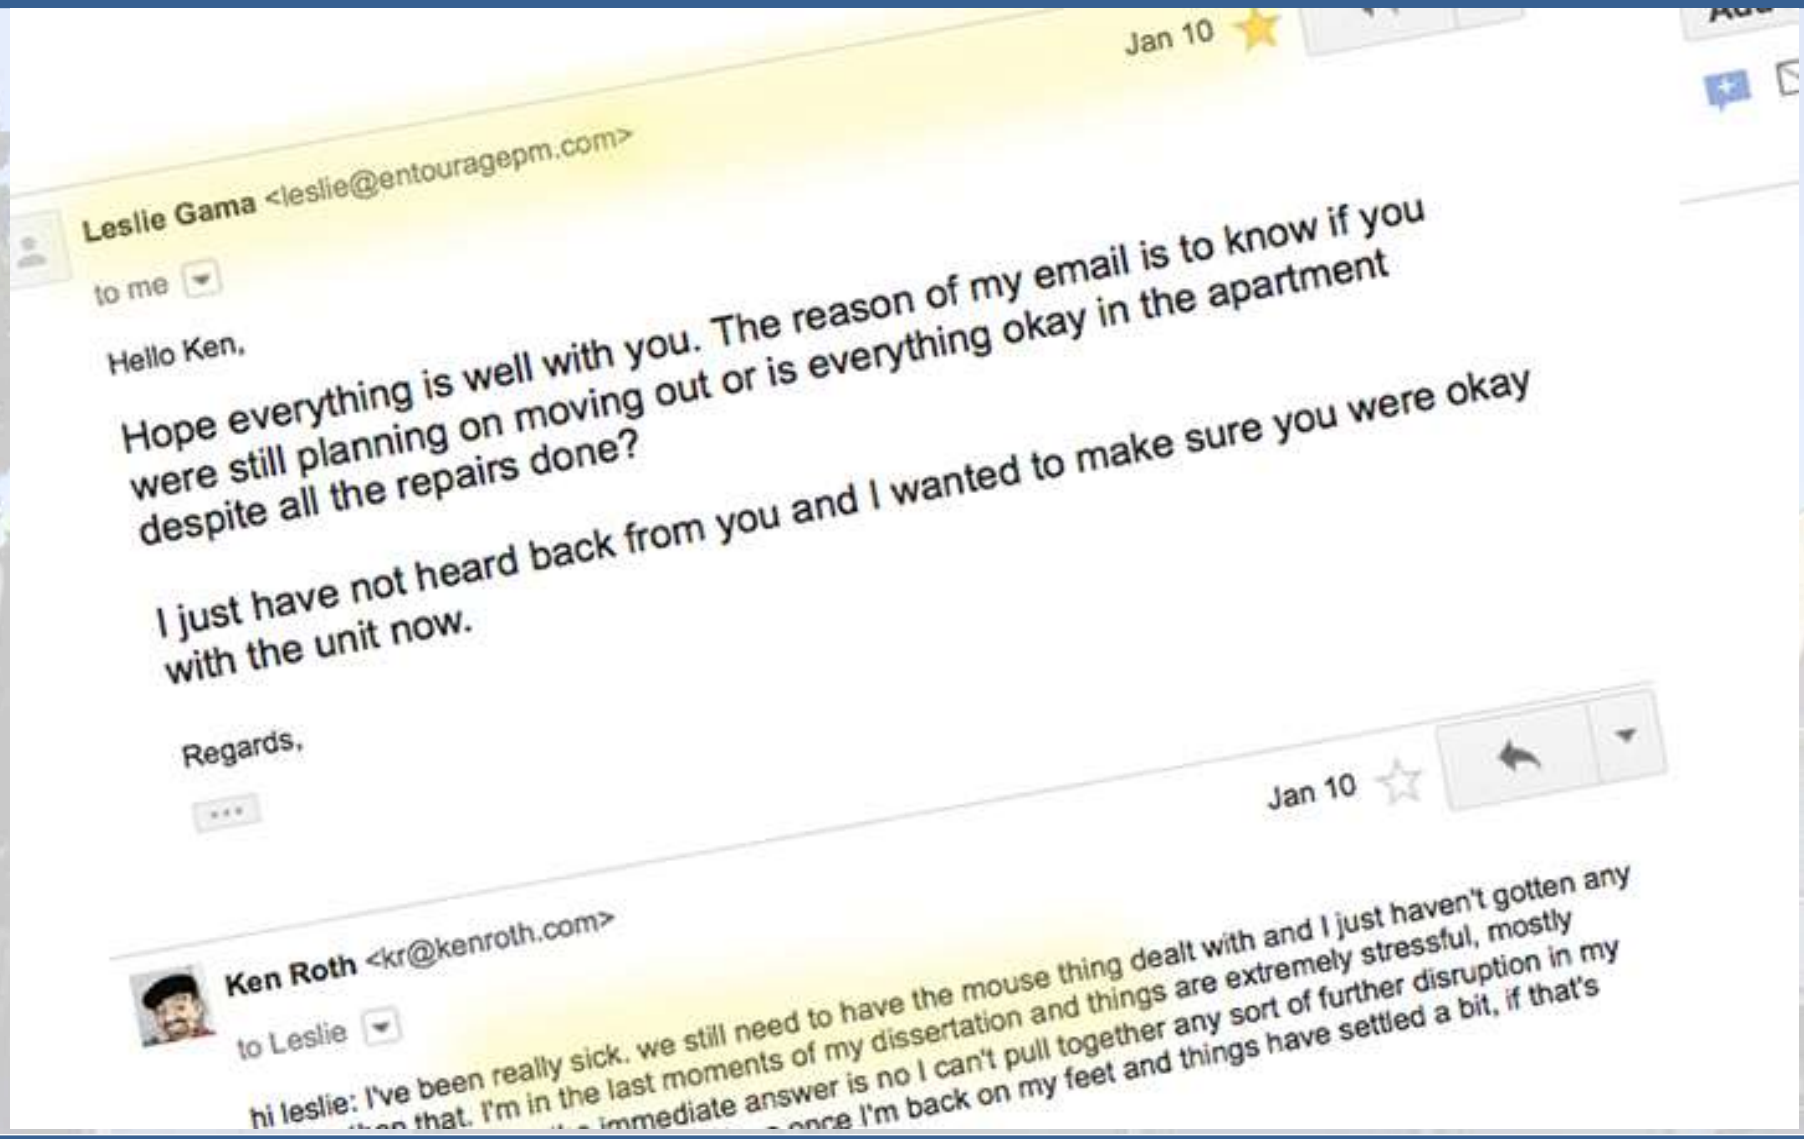 Jan 10
Leslie Gama <leslie@entouragepm.com>
to me
Hello Ken,
Hope everything is well with you. The reason of my email is to know if you
were still planning on moving out or is everything okay in the apartment
despite all the repairs done?
I just have not heard back from you and I wanted to make sure you were okay
with the unit now.
Regards,
Jan 10
Ken Roth <kr@kenroth.com>
to Leslie
hi leslie: I've been really sick. we still need to have the mouse thing dealt with and I just haven't gotten any
that. I'm in the last moments of my dissertation and things are extremely stressful, mostly
immediate answer is no I can't pull together any sort of further disruption in my
once I'm back on my feet and things have settled a bit, if that's